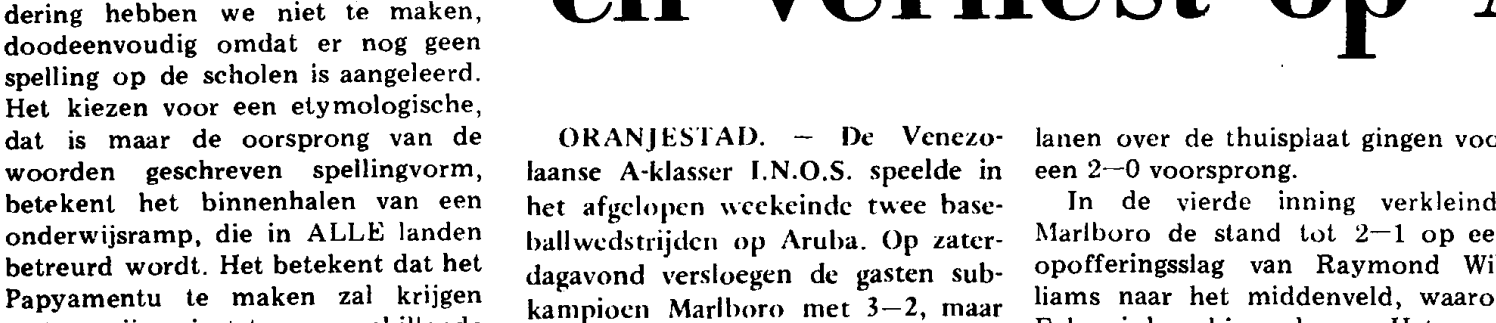 dering hebben we niet te maken,
doodeenvoudig omdat er nog geen
spelling op de scholen is aangeleerd.
Het kiezen voor een etymologische,
dat is maar de oorsprong van de
woorden geschreven spellingvorm,
betekent het binnenhalen van een
onderwijsramp, die in ALLE landen
betreurd wordt. Het betekent dat het
Papyamentu te maken zal krijgen
en verliest op
ORANJESTAD. — De Venezo-
laanse A-klasser I.N.O.S. speelde in
het afgelopen weekeinde twee base-
ballwedstrijden op Aruba. Op zater-
dagavond versloegen de gasten sub-
kampioen Marlboro met 3—2, maar
lanen over de thuisplaat gingen voo
een 2—0 voorsprong.
In de vierde inning verkleind
Marlboro de stand tot 2—1 op ee
opofferingsslag van Raymond Wi
liams naar het middenveld, waaro